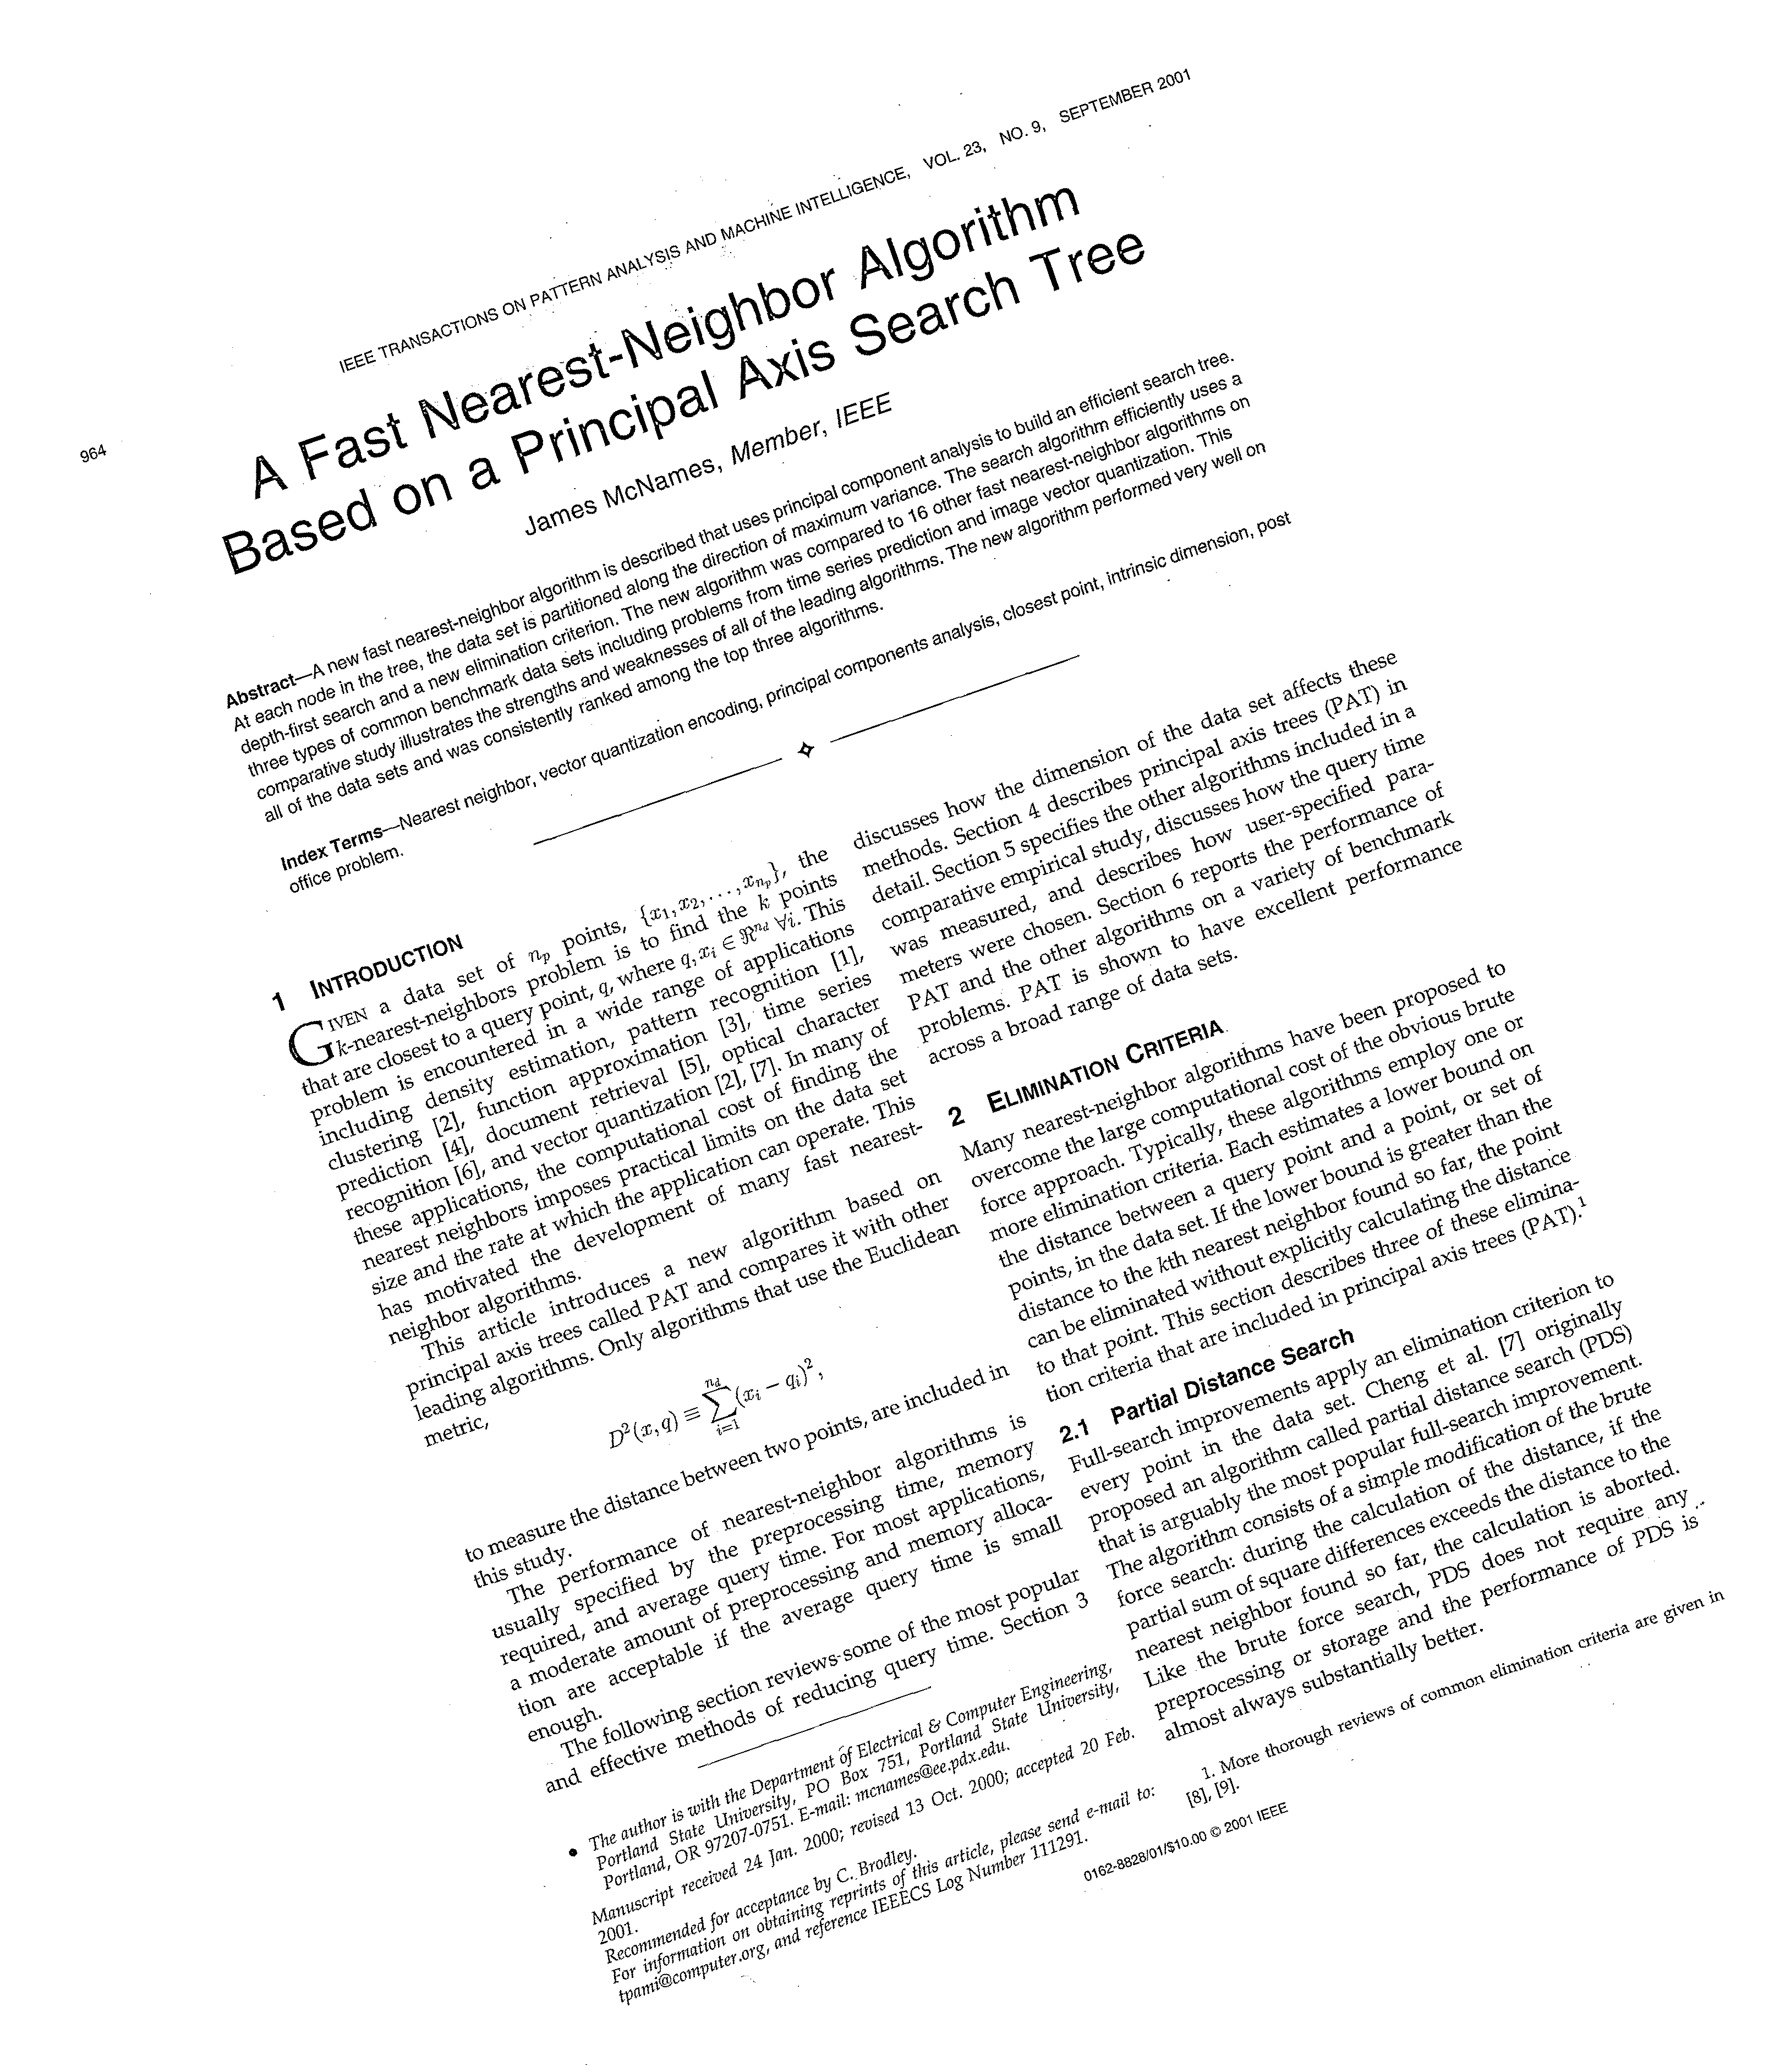 964
IEEE TRANSACTIONS ON PATTERN ANALYSIS AND MACHINE INTELLIGENCE, VOL. 23, NO. 9, SEPTEMBER 2001
A Fast Nearest-Neighbor Algorithm
Based on a Principal Axis Search Tree
James McNames, Member, IEEE
Abstract—A new fast nearest-neighbor algorithm is described that uses principal component analysis to build an efficient search tree.
At each node in the tree, the data set is partitioned along the direction of maximum variance. The search algorithm efficiently uses a
depth-first search and a new elimination criterion. The new algorithm was compared to 16 other fast nearest-neighbor algorithms on
three types of common benchmark data sets including problems from time series prediction and image vector quantization. This
comparative study illustrates the strengths and weaknesses of all of the leading algorithms. The new algorithm performed very well on
all of the data sets and was consistently ranked among the top three algorithms.
Index Terms—Nearest neighbor, vector quantization encoding, principal components analysis, closest point, intrinsic dimension, post
office problem.
1 INTRODUCTION
GIVEN a data set of n_p points, {x_1, x_2, ..., x_{n_p}}, the
k-nearest-neighbors problem is to find the k points
that are closest to a query point, q, where q, x_i ∈ ℜ^{n_d} ∀i. This
problem is encountered in a wide range of applications
including density estimation, pattern recognition [1],
clustering [2], function approximation [3], time series
prediction [4], document retrieval [5], optical character
recognition [6], and vector quantization [2], [7]. In many of
these applications, the computational cost of finding the
nearest neighbors imposes practical limits on the data set
size and the rate at which the application can operate. This
has motivated the development of many fast nearest-
neighbor algorithms.
This article introduces a new algorithm based on
principal axis trees called PAT and compares it with other
leading algorithms. Only algorithms that use the Euclidean
metric,
D^2(x, q) ≡ ∑_{i=1}^{n_d} (x_i − q_i)^2,
to measure the distance between two points, are included in
this study.
The performance of nearest-neighbor algorithms is
usually specified by the preprocessing time, memory
required, and average query time. For most applications,
a moderate amount of preprocessing and memory alloca-
tion are acceptable if the average query time is small
enough.
The following section reviews some of the most popular
and effective methods of reducing query time. Section 3
• The author is with the Department of Electrical & Computer Engineering,
Portland State University, PO Box 751, Portland State University,
Portland, OR 97207-0751. E-mail: mcnames@ee.pdx.edu.
Manuscript received 24 Jan. 2000; revised 13 Oct. 2000; accepted 20 Feb.
2001.
Recommended for acceptance by C. Brodley.
For information on obtaining reprints of this article, please send e-mail to:
tpami@computer.org, and reference IEEECS Log Number 111291.
discusses how the dimension of the data set affects these
methods. Section 4 describes principal axis trees (PAT) in
detail. Section 5 specifies the other algorithms included in a
comparative empirical study, discusses how the query time
was measured, and describes how user-specified para-
meters were chosen. Section 6 reports the performance of
PAT and the other algorithms on a variety of benchmark
problems. PAT is shown to have excellent performance
across a broad range of data sets.
2 ELIMINATION CRITERIA
Many nearest-neighbor algorithms have been proposed to
overcome the large computational cost of the obvious brute
force approach. Typically, these algorithms employ one or
more elimination criteria. Each estimates a lower bound on
the distance between a query point and a point, or set of
points, in the data set. If the lower bound is greater than the
distance to the kth nearest neighbor found so far, the point
can be eliminated without explicitly calculating the distance
to that point. This section describes three of these elimina-
tion criteria that are included in principal axis trees (PAT).1
2.1 Partial Distance Search
Full-search improvements apply an elimination criterion to
every point in the data set. Cheng et al. [7] originally
proposed an algorithm called partial distance search (PDS)
that is arguably the most popular full-search improvement.
The algorithm consists of a simple modification of the brute
force search: during the calculation of the distance, if the
partial sum of square differences exceeds the distance to the
nearest neighbor found so far, the calculation is aborted.
Like the brute force search, PDS does not require any
preprocessing or storage and the performance of PDS is
almost always substantially better.
1. More thorough reviews of common elimination criteria are given in
[8], [9].
0162-8828/01/$10.00 © 2001 IEEE